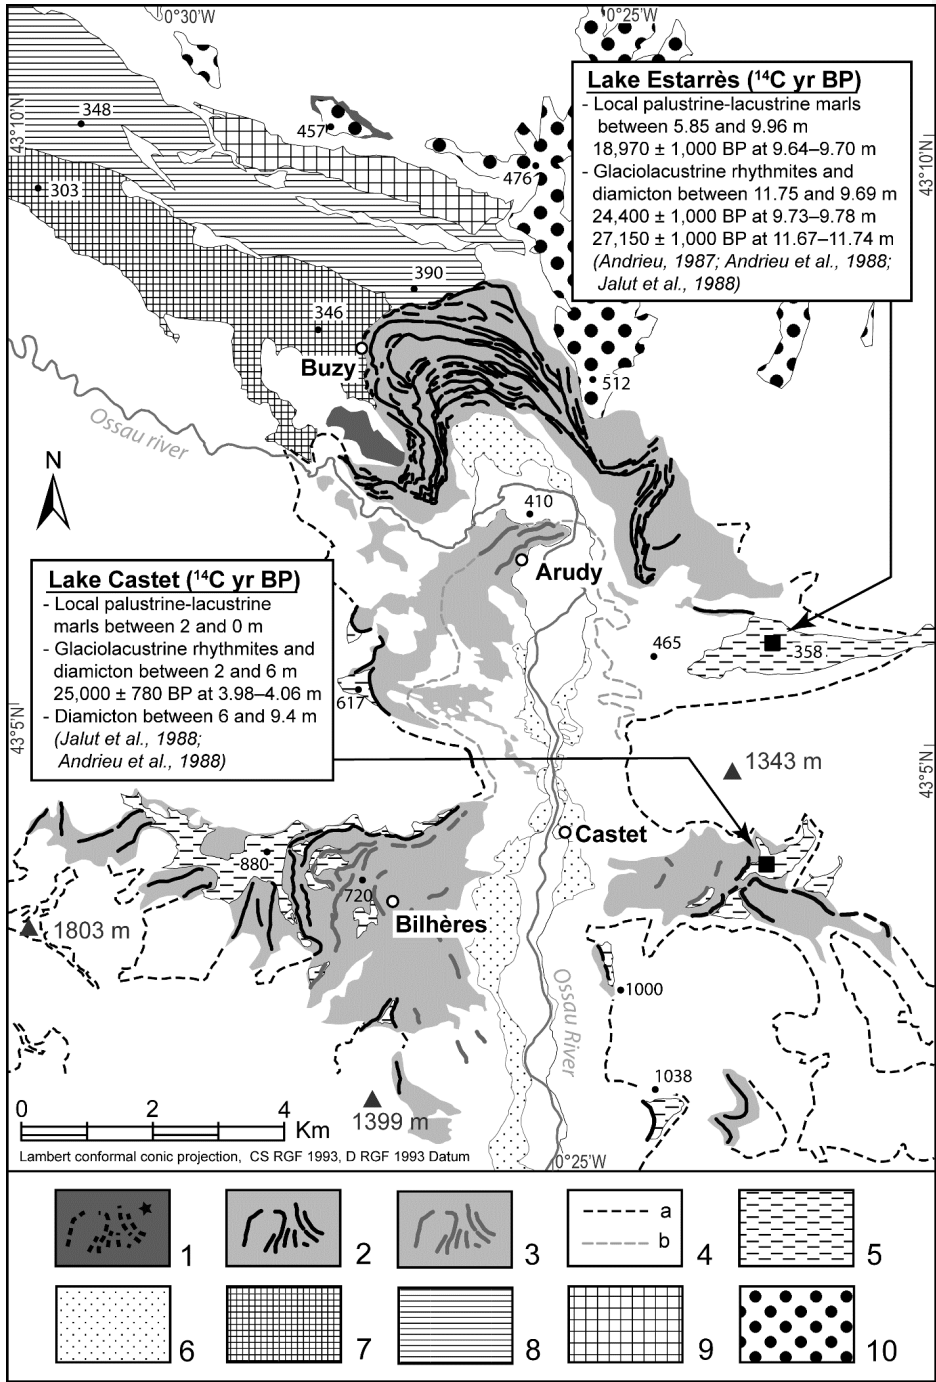 0°30'W
0°25'W
43°10'N
43°10'N
348
457
303
476
390
346
Buzy
512
Ossau river
N
410
Arudy
465
358
617
43°5'N
43°5'N
1343 m
Castet
880
720
Bilhères
1803 m
Ossau River
1000
1038
1399 m
0°25'W
Lake Estarrès (¹⁴C yr BP)
- Local palustrine-lacustrine marls
between 5.85 and 9.96 m
18,970 ± 1,000 BP at 9.64–9.70 m
- Glaciolacustrine rhythmites and
diamicton between 11.75 and 9.69 m
24,400 ± 1,000 BP at 9.73–9.78 m
27,150 ± 1,000 BP at 11.67–11.74 m
(Andrieu, 1987; Andrieu et al., 1988;
Jalut et al., 1988)
Lake Castet (¹⁴C yr BP)
- Local palustrine-lacustrine
marls between 2 and 0 m
- Glaciolacustrine rhythmites and
diamicton between 2 and 6 m
25,000 ± 780 BP at 3.98–4.06 m
- Diamicton between 6 and 9.4 m
(Jalut et al., 1988;
Andrieu et al., 1988)
0 2 4 Km
Lambert conformal conic projection, CS RGF 1993, D RGF 1993 Datum
1
2
3
a
b
4
5
6
7
8
9
10